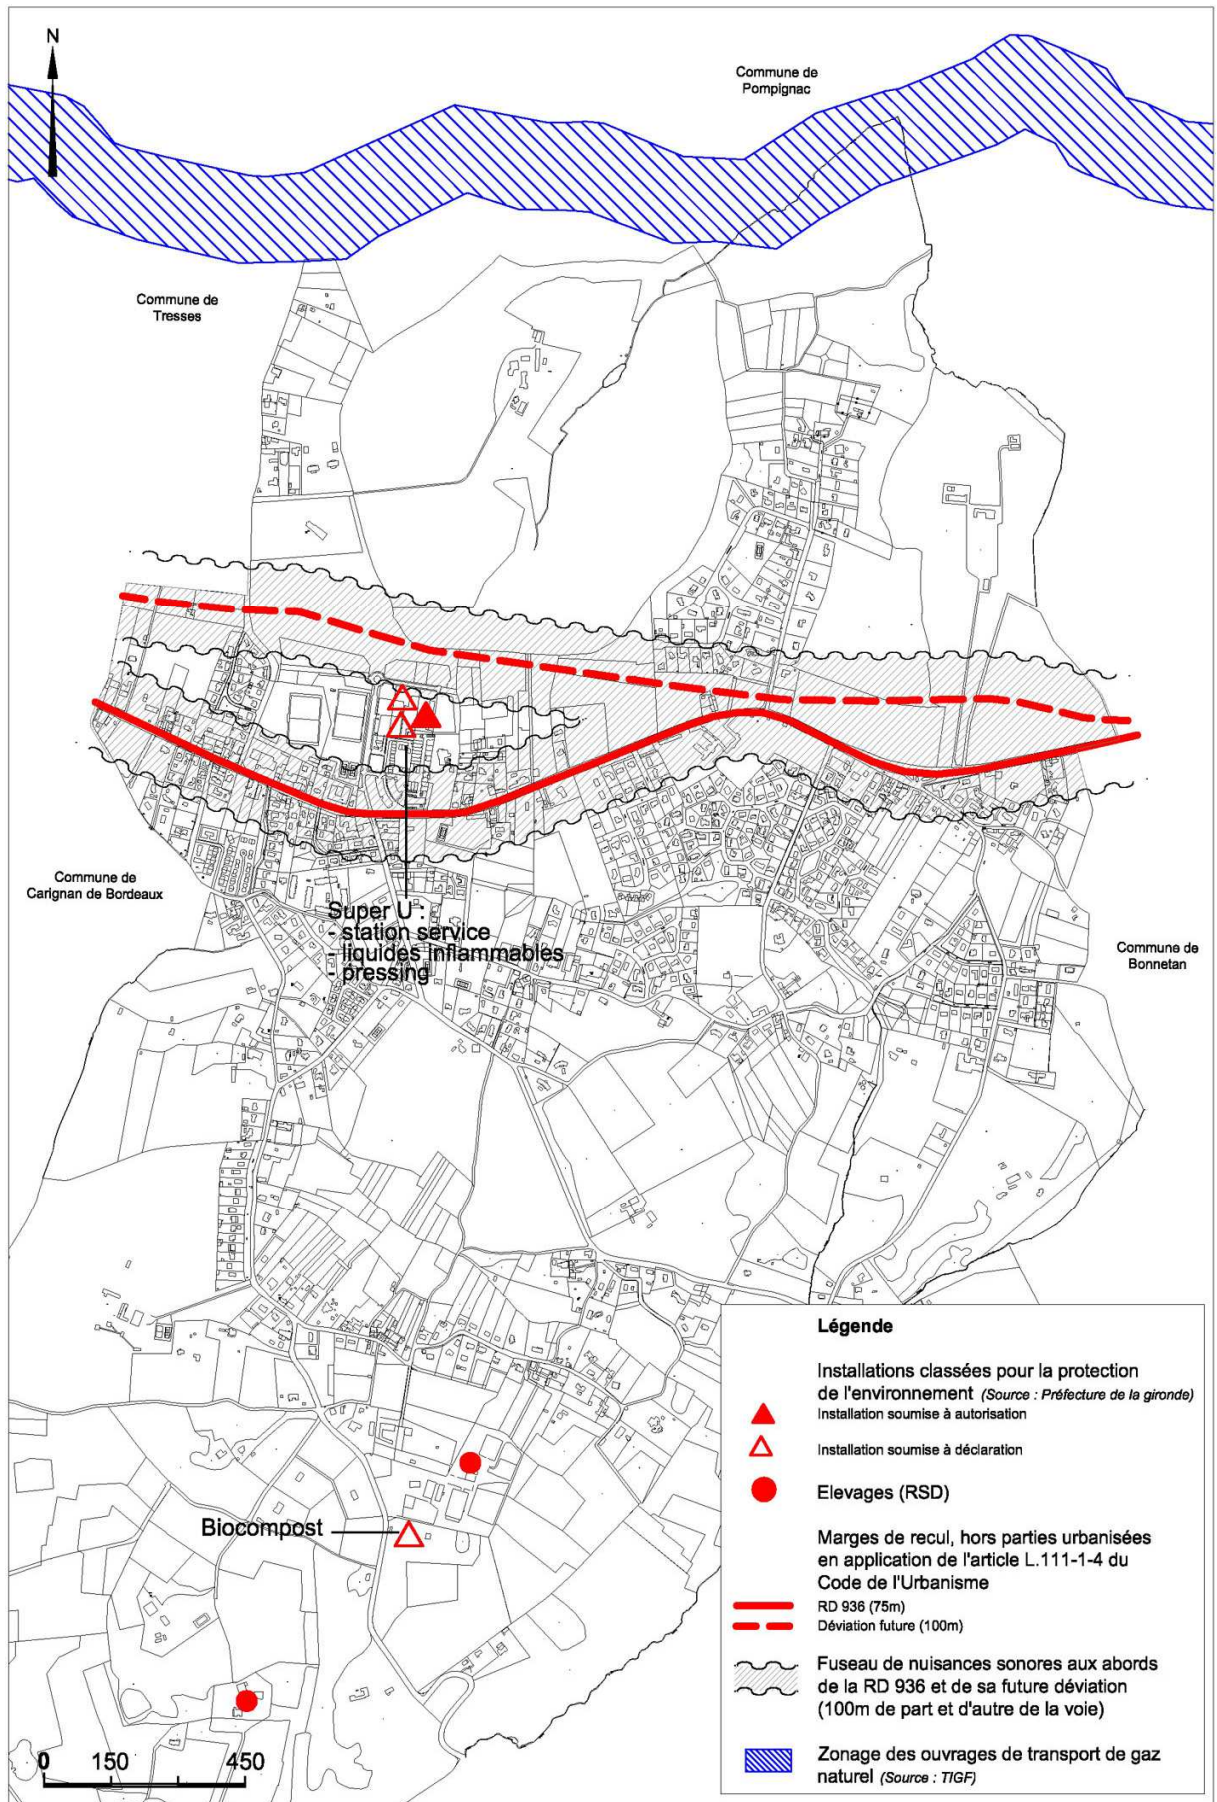 N
Commune de
Pompignac
Commune de
Tresses
Commune de
Carignan de Bordeaux
Super U :
- station service
- liquides inflammables
- pressing
Commune de
Bonnetan
Biocompost
0 150 450
Légende
Installations classées pour la protection
de l'environnement (Source : Préfecture de la gironde)
Installation soumise à autorisation
Installation soumise à déclaration
Elevages (RSD)
Marges de recul, hors parties urbanisées
en application de l'article L.111-1-4 du
Code de l'Urbanisme
RD 936 (75m)
Déviation future (100m)
Fuseau de nuisances sonores aux abords
de la RD 936 et de sa future déviation
(100m de part et d'autre de la voie)
Zonage des ouvrages de transport de gaz
naturel (Source : TIGF)